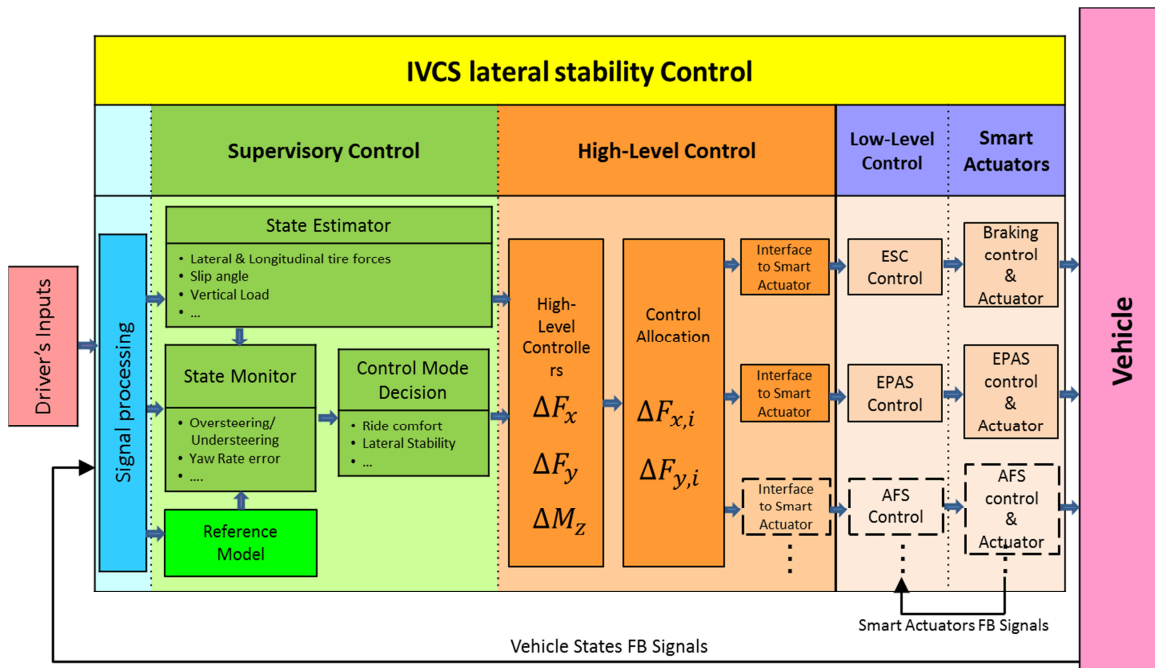 IVCS lateral stability Control
Supervisory Control
High-Level Control
Low-Level
Control
Smart
Actuators
Driver's Inputs
Signal processing
State Estimator
• Lateral & Longitudinal tire forces
• Slip angle
• Vertical Load
• ...
State Monitor
• Oversteering/
Understeering
• Yaw Rate error
• ....
Control Mode
Decision
• Ride comfort
• Lateral Stability
• ...
Reference
Model
High-
Level
Controlle
rs
ΔF_x
ΔF_y
ΔM_z
Control
Allocation
ΔF_{x,i}
ΔF_{y,i}
Interface
to Smart
Actuator
Interface
to Smart
Actuator
Interface
to Smart
Actuator
ESC
Control
EPAS
Control
AFS
Control
Braking
control
&
Actuator
EPAS
control
&
Actuator
AFS
control
&
Actuator
Vehicle
Smart Actuators FB Signals
Vehicle States FB Signals